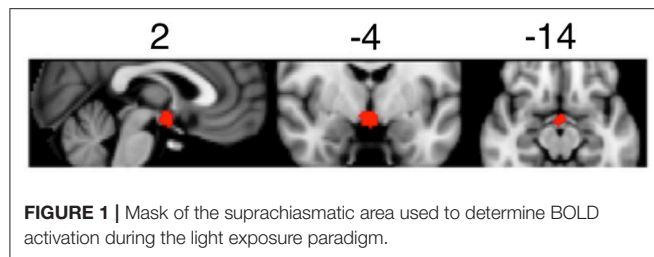 2 -4 -14
FIGURE 1 | Mask of the suprachiasmatic area used to determine BOLD
activation during the light exposure paradigm.